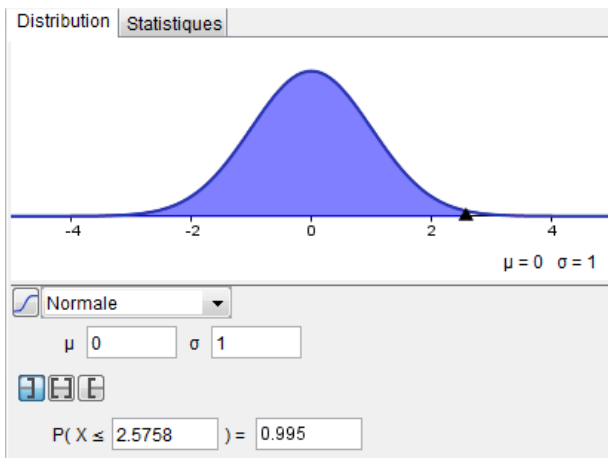 Distribution Statistiques
-4 -2 0 2 4
μ = 0 σ = 1
Normale
μ 0 σ 1
P( X ≤ 2.5758 ) = 0.995